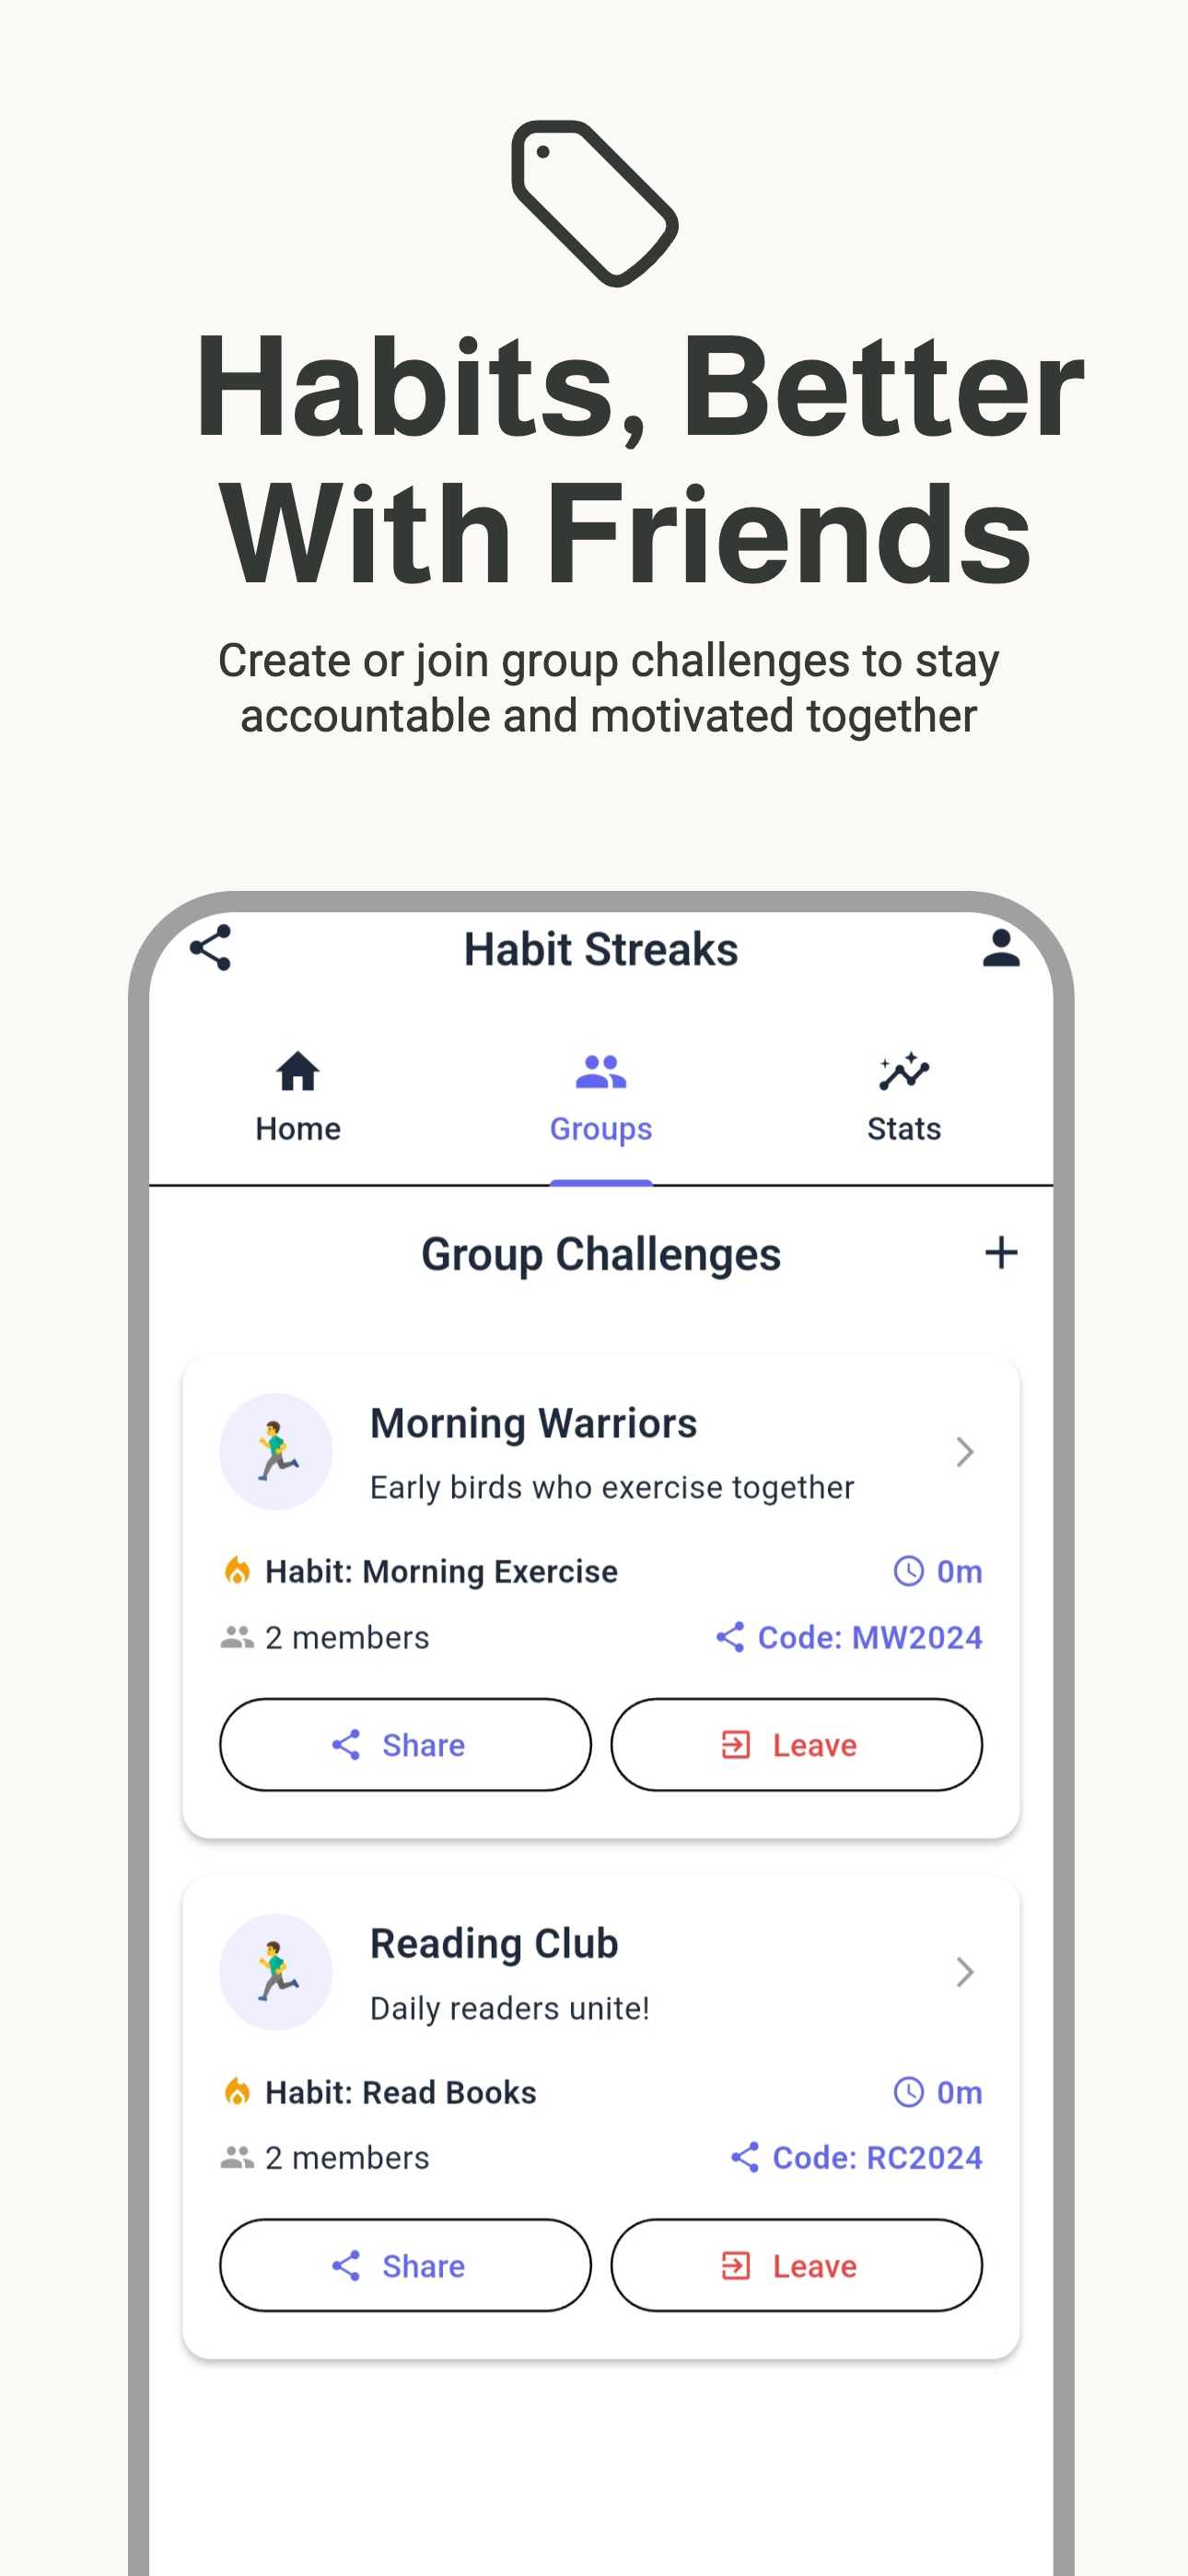 Habits, Better
With Friends
Create or join group challenges to stay
accountable and motivated together
Habit Streaks
Home
Groups
Stats
Group Challenges
Morning Warriors
Early birds who exercise together
Habit: Morning Exercise
0m
2 members
Code: MW2024
Share
Leave
Reading Club
Daily readers unite!
Habit: Read Books
0m
2 members
Code: RC2024
Share
Leave